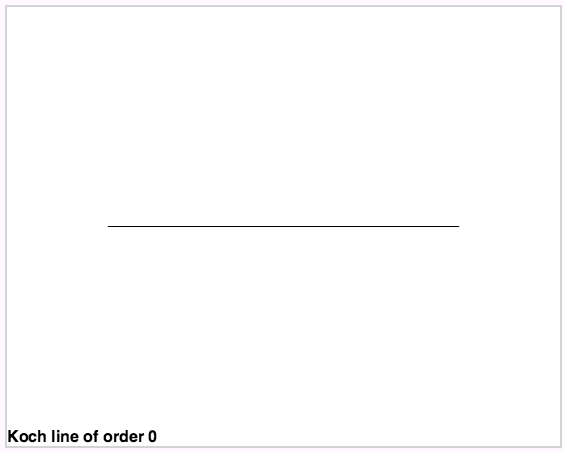 Koch line of order 0